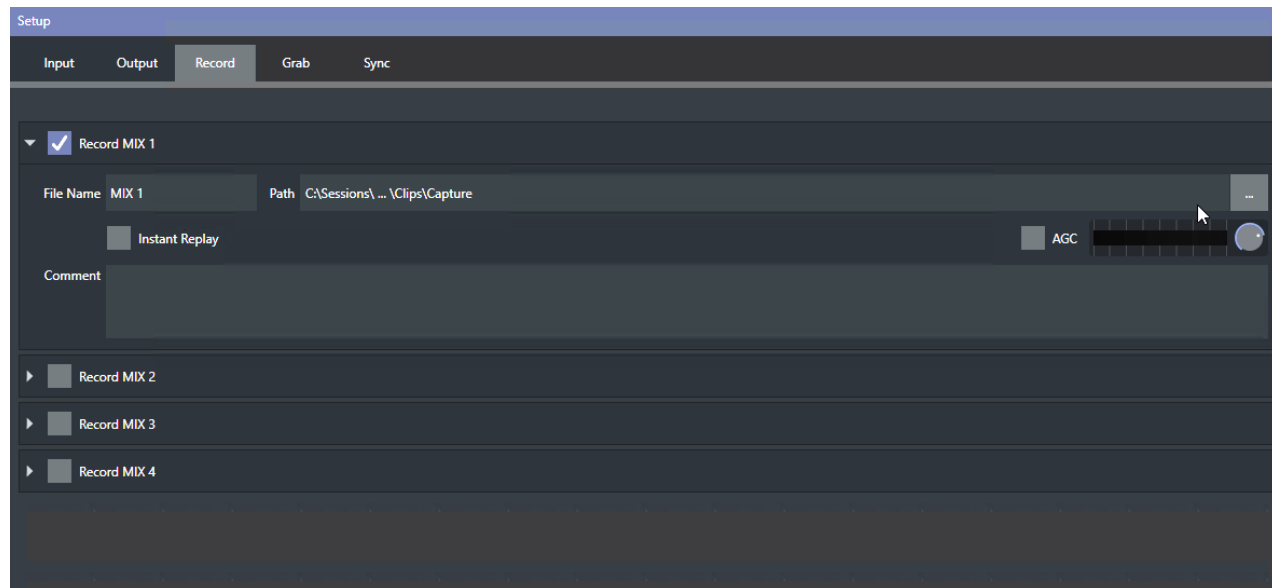 Setup
Input Output Record Grab Sync
Record MIX 1
File Name MIX 1 Path C:\Sessions\ ... \Clips\Capture ...
Instant Replay AGC
Comment
Record MIX 2
Record MIX 3
Record MIX 4